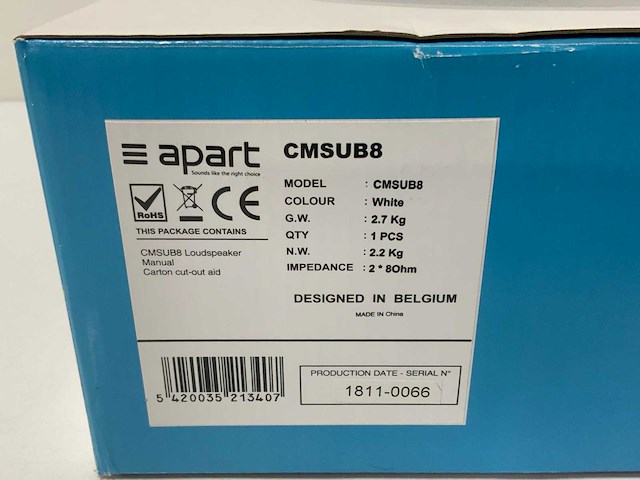 apart
Sounds like the right choice
CMSUB8
RoHS
CE
THIS PACKAGE CONTAINS
CMSUB8 Loudspeaker
Manual
Carton cut-out aid
MODEL : CMSUB8
COLOUR : White
G.W. : 2.7 Kg
QTY : 1 PCS
N.W. : 2.2 Kg
IMPEDANCE : 2 * 8Ohm
DESIGNED IN BELGIUM
MADE IN China
5 420035 213407
PRODUCTION DATE - SERIAL N°
1811-0066